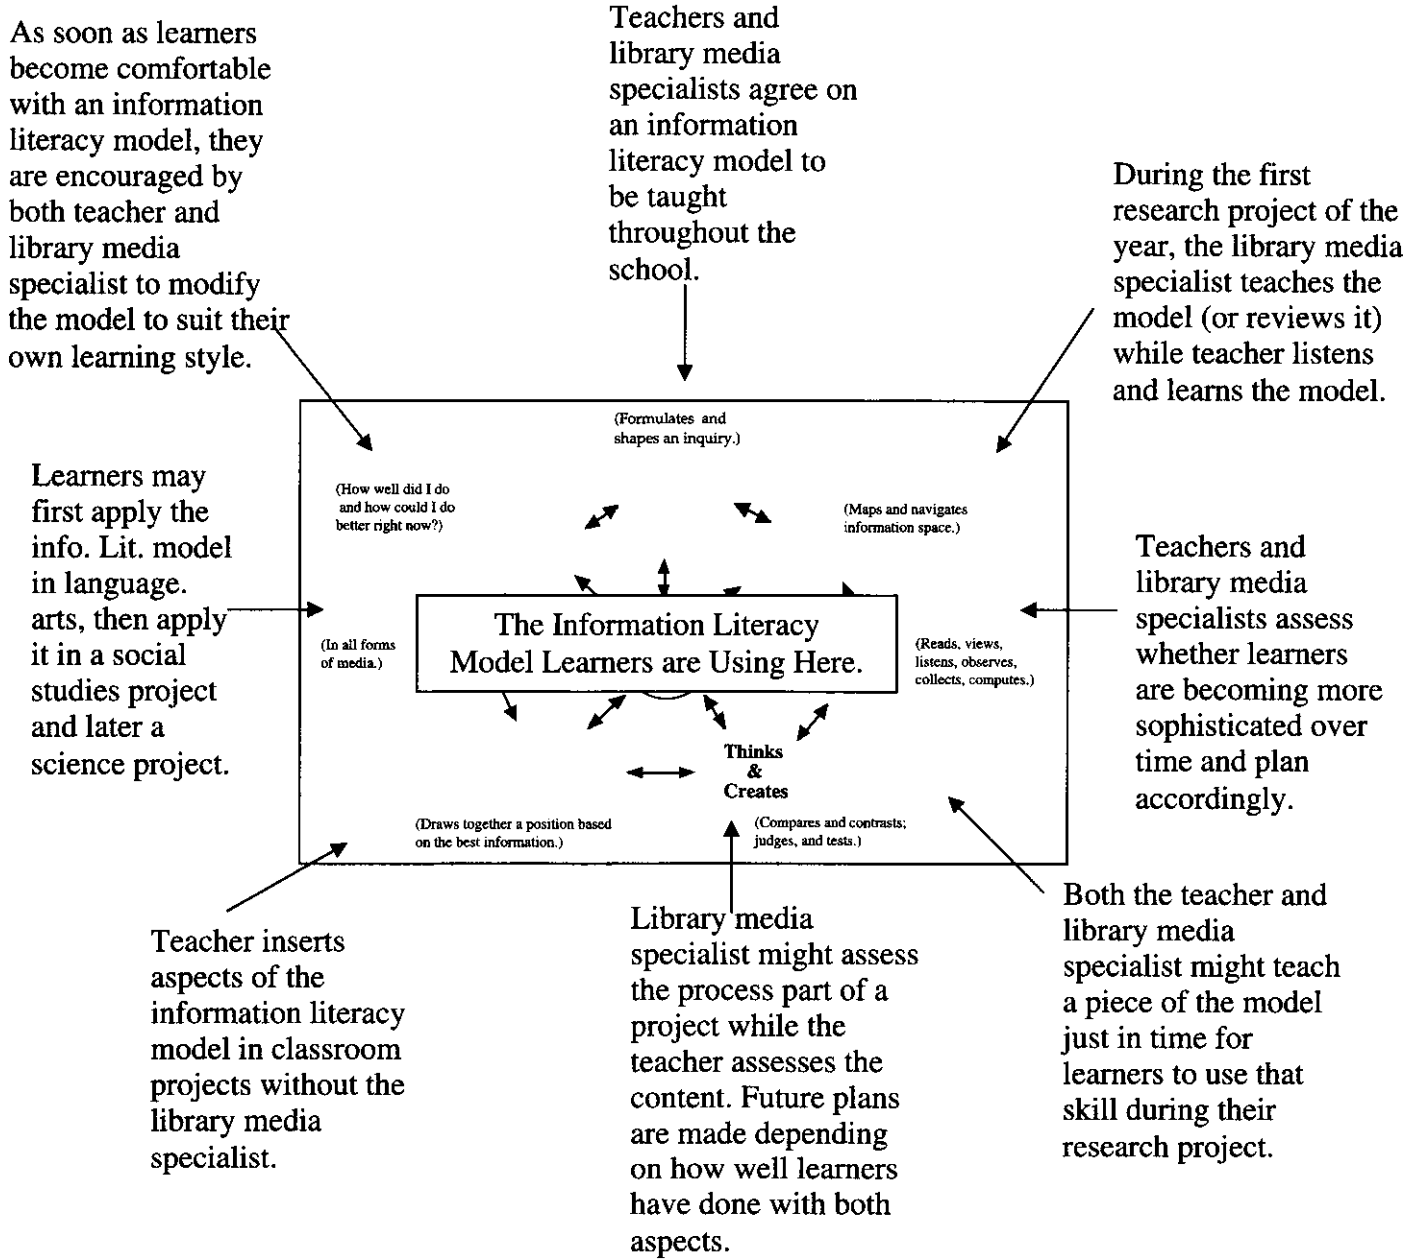 As soon as learners
become comfortable
with an information
literacy model, they
are encouraged by
both teacher and
library media
specialist to modify
the model to suit their
own learning style.
Teachers and
library media
specialists agree on
an information
literacy model to
be taught
throughout the
school.
During the first
research project of the
year, the library media
specialist teaches the
model (or reviews it)
while teacher listens
and learns the model.
Learners may
first apply the
info. Lit. model
in language.
arts, then apply
it in a social
studies project
and later a
science project.
(Formulates and
shapes an inquiry.)
(How well did I do
and how could I do
better right now?)
(Maps and navigates
information space.)
(In all forms
of media.)
The Information Literacy
Model Learners are Using Here.
(Reads, views,
listens, observes,
collects, computes.)
Thinks
&
Creates
(Draws together a position based
on the best information.)
(Compares and contrasts;
judges, and tests.)
Teachers and
library media
specialists assess
whether learners
are becoming more
sophisticated over
time and plan
accordingly.
Teacher inserts
aspects of the
information literacy
model in classroom
projects without the
library media
specialist.
Library media
specialist might assess
the process part of a
project while the
teacher assesses the
content. Future plans
are made depending
on how well learners
have done with both
aspects.
Both the teacher and
library media
specialist might teach
a piece of the model
just in time for
learners to use that
skill during their
research project.